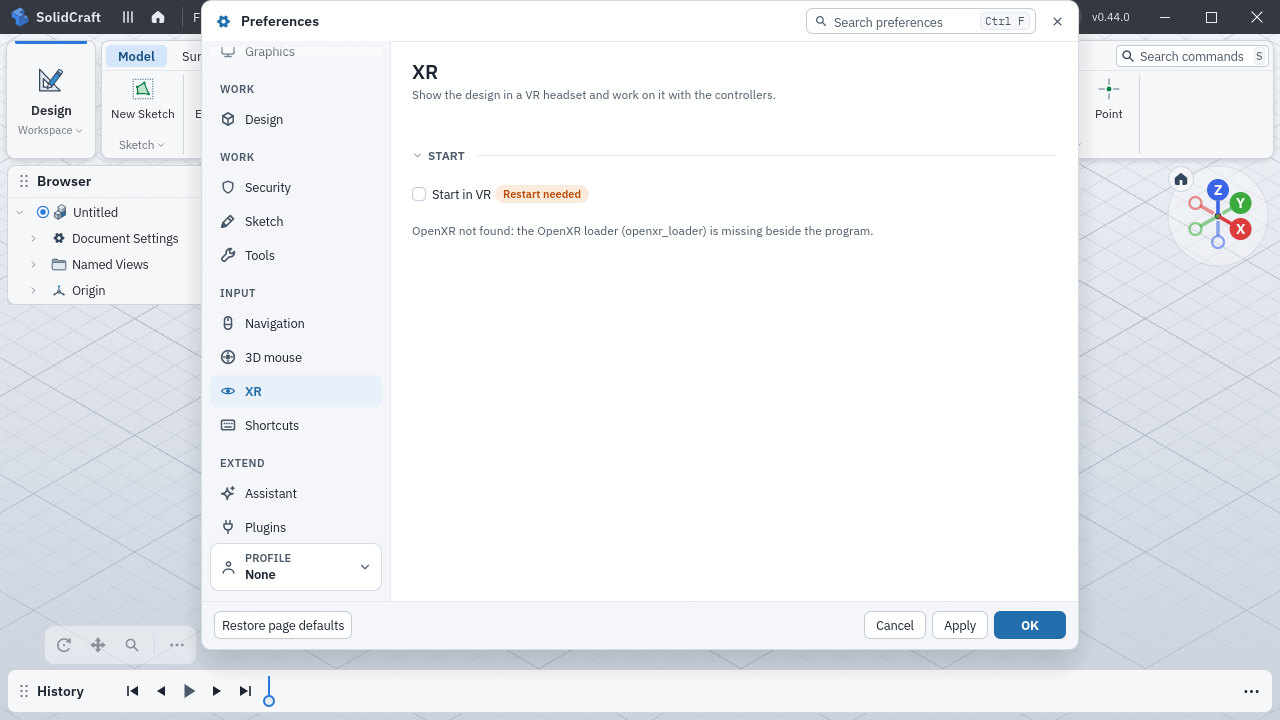 SolidCraft
F
Preferences
Search preferences
Ctrl F
v0.44.0
Design
Workspace
Model
Sur
New Sketch
E
Sketch
Search commands
S
Point
Browser
Untitled
Document Settings
Named Views
Origin
Graphics
WORK
Design
WORK
Security
Sketch
Tools
INPUT
Navigation
3D mouse
XR
Shortcuts
EXTEND
Assistant
Plugins
PROFILE
None
XR
Show the design in a VR headset and work on it with the controllers.
START
Start in VR
Restart needed
OpenXR not found: the OpenXR loader (openxr_loader) is missing beside the program.
Z
Y
X
Restore page defaults
Cancel
Apply
OK
History